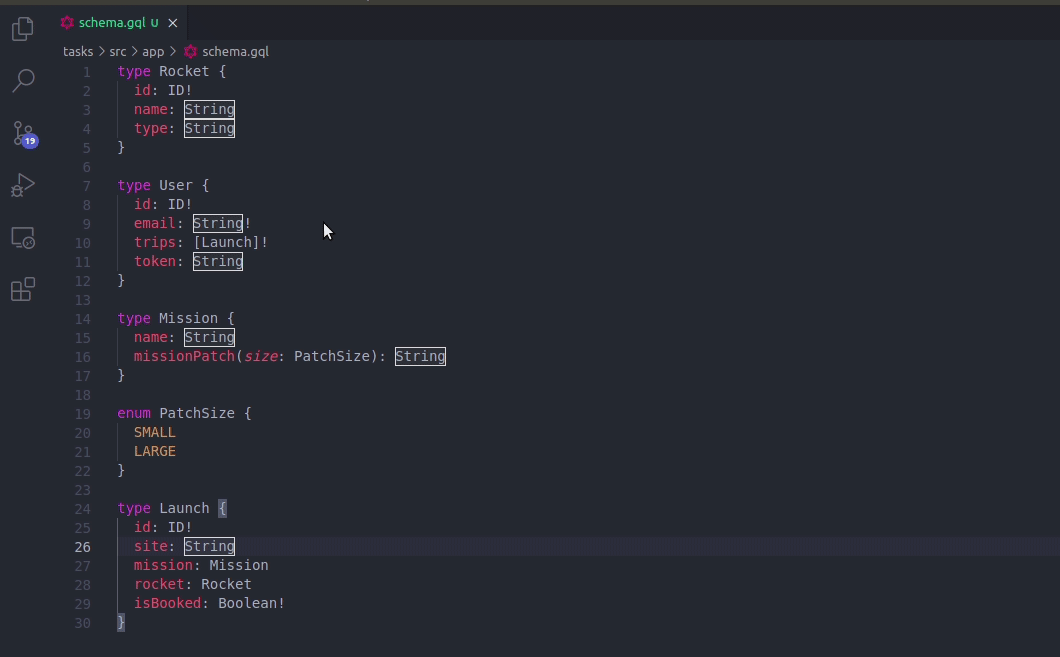 schema.gql U
tasks > src > app > schema.gql
19
1 type Rocket {
2 id: ID!
3 name: String
4 type: String
5 }
6
7 type User {
8 id: ID!
9 email: String!
10 trips: [Launch]!
11 token: String
12 }
13
14 type Mission {
15 name: String
16 missionPatch(size: PatchSize): String
17 }
18
19 enum PatchSize {
20 SMALL
21 LARGE
22 }
23
24 type Launch {
25 id: ID!
26 site: String
27 mission: Mission
28 rocket: Rocket
29 isBooked: Boolean!
30 }